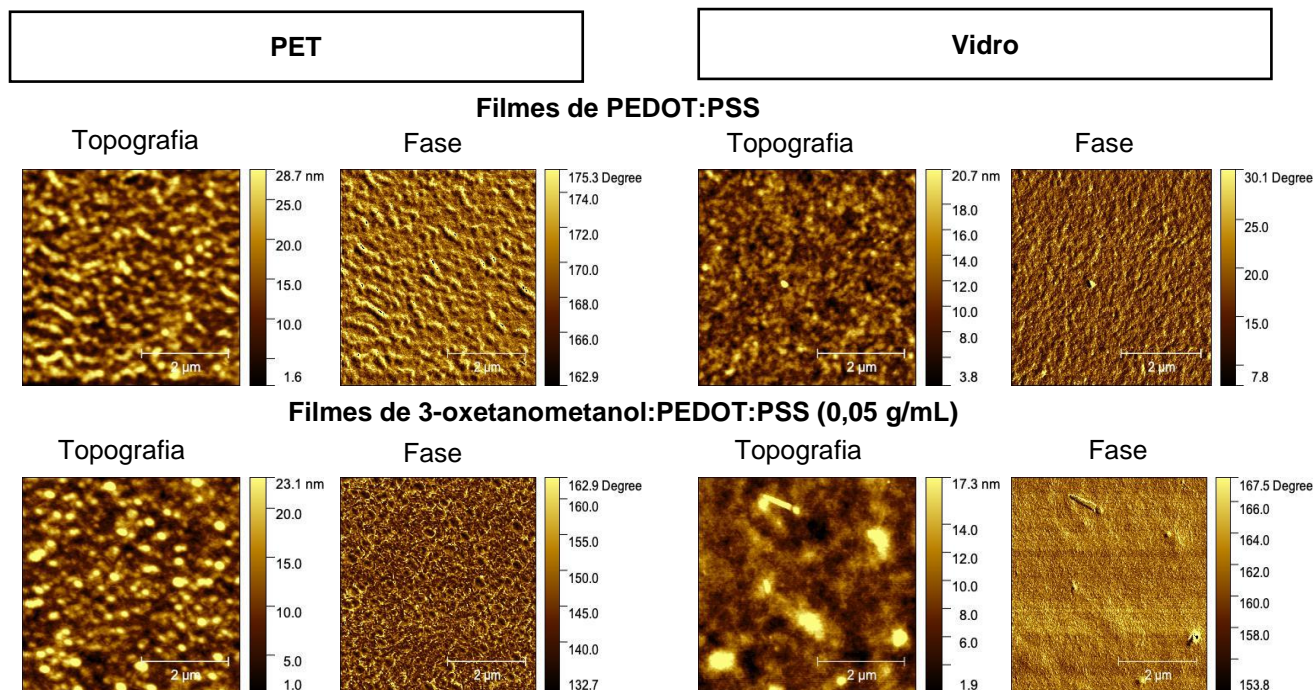 PET
Vidro
Filmes de PEDOT:PSS
Topografia
Fase
Topografia
Fase
28.7 nm
25.0
20.0
15.0
10.0
1.6
2 µm
175.3 Degree
174.0
172.0
170.0
168.0
166.0
162.9
2 µm
20.7 nm
18.0
16.0
14.0
12.0
10.0
8.0
3.8
2 µm
30.1 Degree
25.0
20.0
15.0
7.8
2 µm
Filmes de 3-oxetanometanol:PEDOT:PSS (0,05 g/mL)
Topografia
Fase
Topografia
Fase
23.1 nm
20.0
15.0
10.0
5.0
1.0
2 µm
162.9 Degree
160.0
155.0
150.0
145.0
140.0
132.7
2 µm
17.3 nm
14.0
12.0
10.0
8.0
6.0
1.9
2 µm
167.5 Degree
166.0
164.0
162.0
160.0
158.0
153.8
2 µm